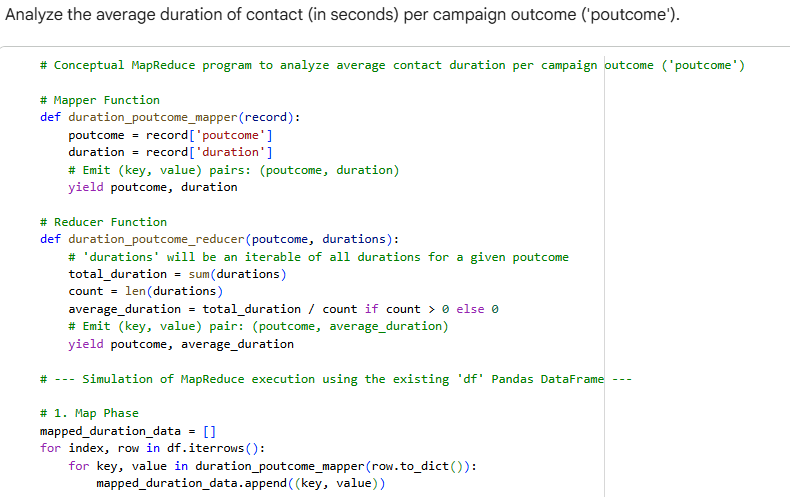 Analyze the average duration of contact (in seconds) per campaign outcome ('poutcome').
# Conceptual MapReduce program to analyze average contact duration per campaign outcome ('poutcome')
# Mapper Function
def duration_poutcome_mapper(record):
    poutcome = record['poutcome']
    duration = record['duration']
    # Emit (key, value) pairs: (poutcome, duration)
    yield poutcome, duration
# Reducer Function
def duration_poutcome_reducer(poutcome, durations):
    # 'durations' will be an iterable of all durations for a given poutcome
    total_duration = sum(durations)
    count = len(durations)
    average_duration = total_duration / count if count > 0 else 0
    # Emit (key, value) pair: (poutcome, average_duration)
    yield poutcome, average_duration
# --- Simulation of MapReduce execution using the existing 'df' Pandas DataFrame ---
# 1. Map Phase
mapped_duration_data = []
for index, row in df.iterrows():
    for key, value in duration_poutcome_mapper(row.to_dict()):
        mapped_duration_data.append((key, value))